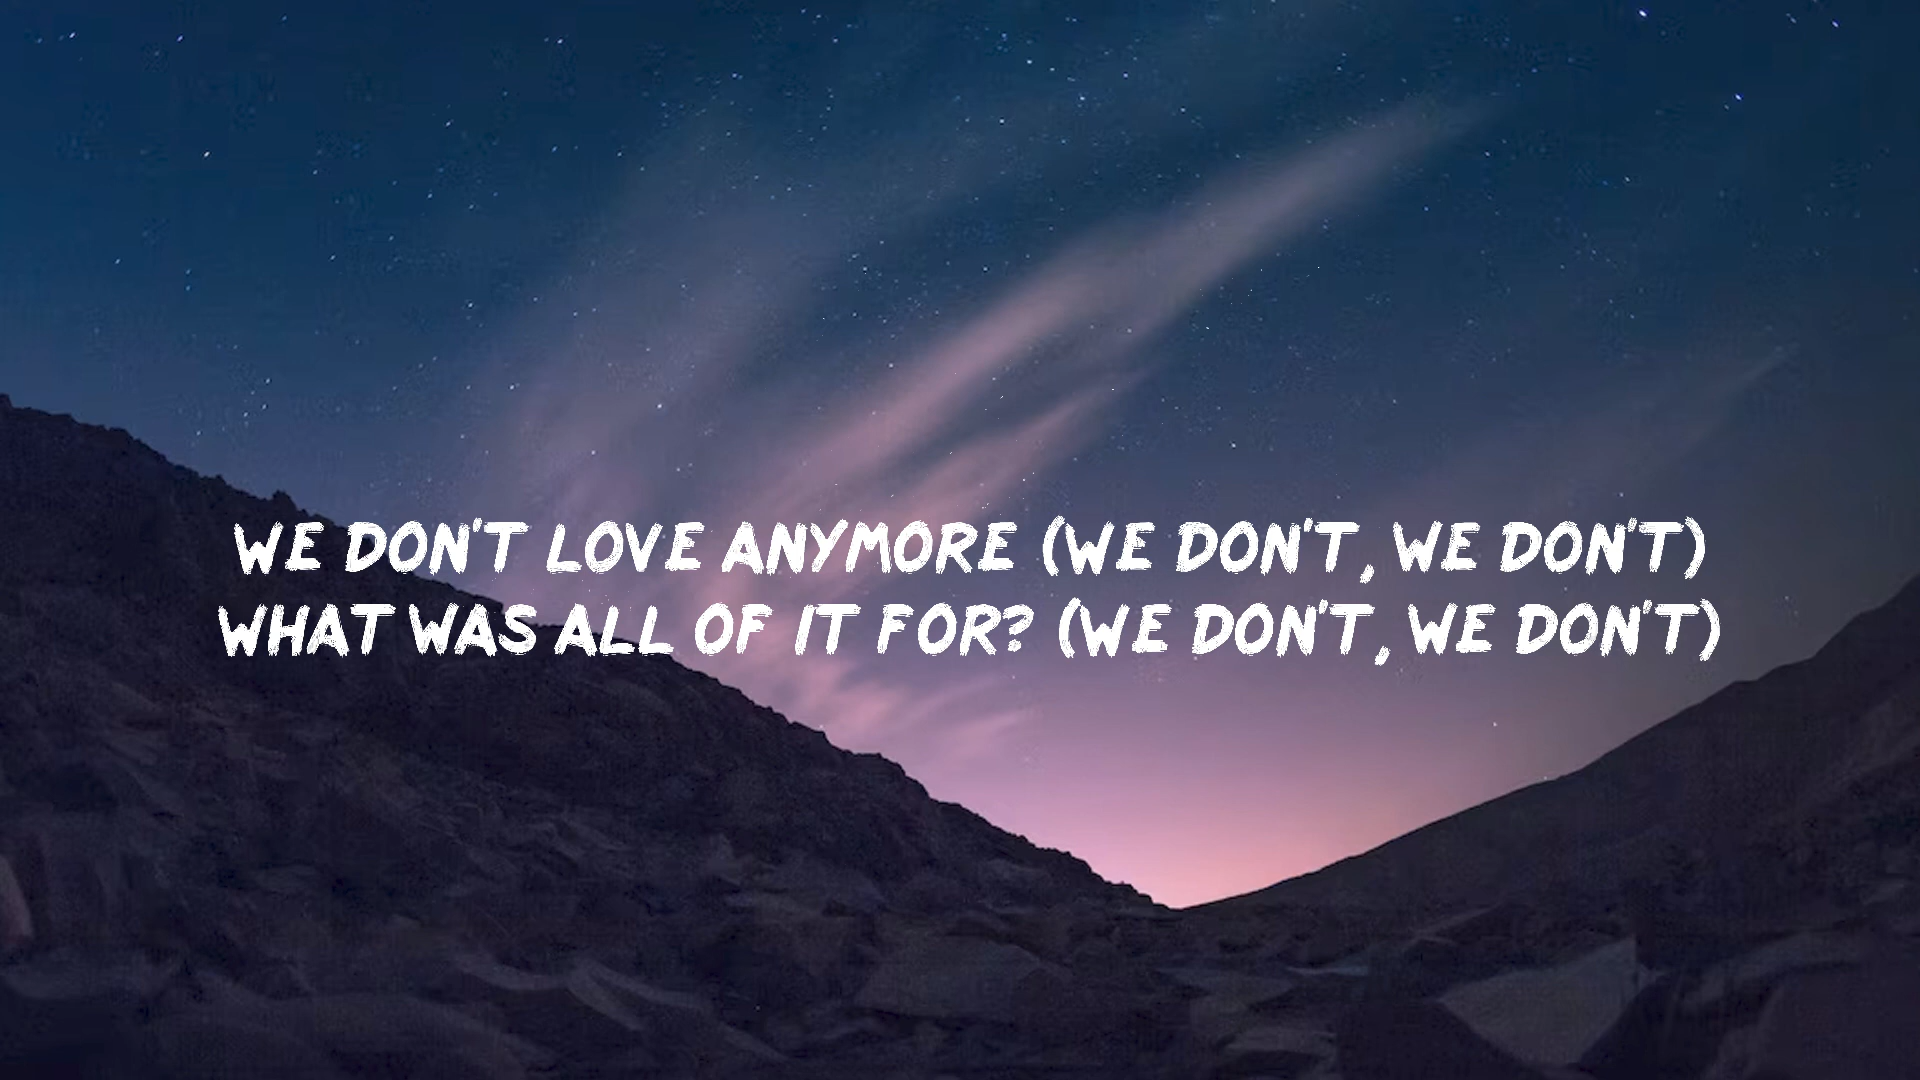 WE DON'T LOVE ANYMORE (WE DON'T, WE DON'T)
WHAT WAS ALL OF IT FOR? (WE DON'T, WE DON'T)